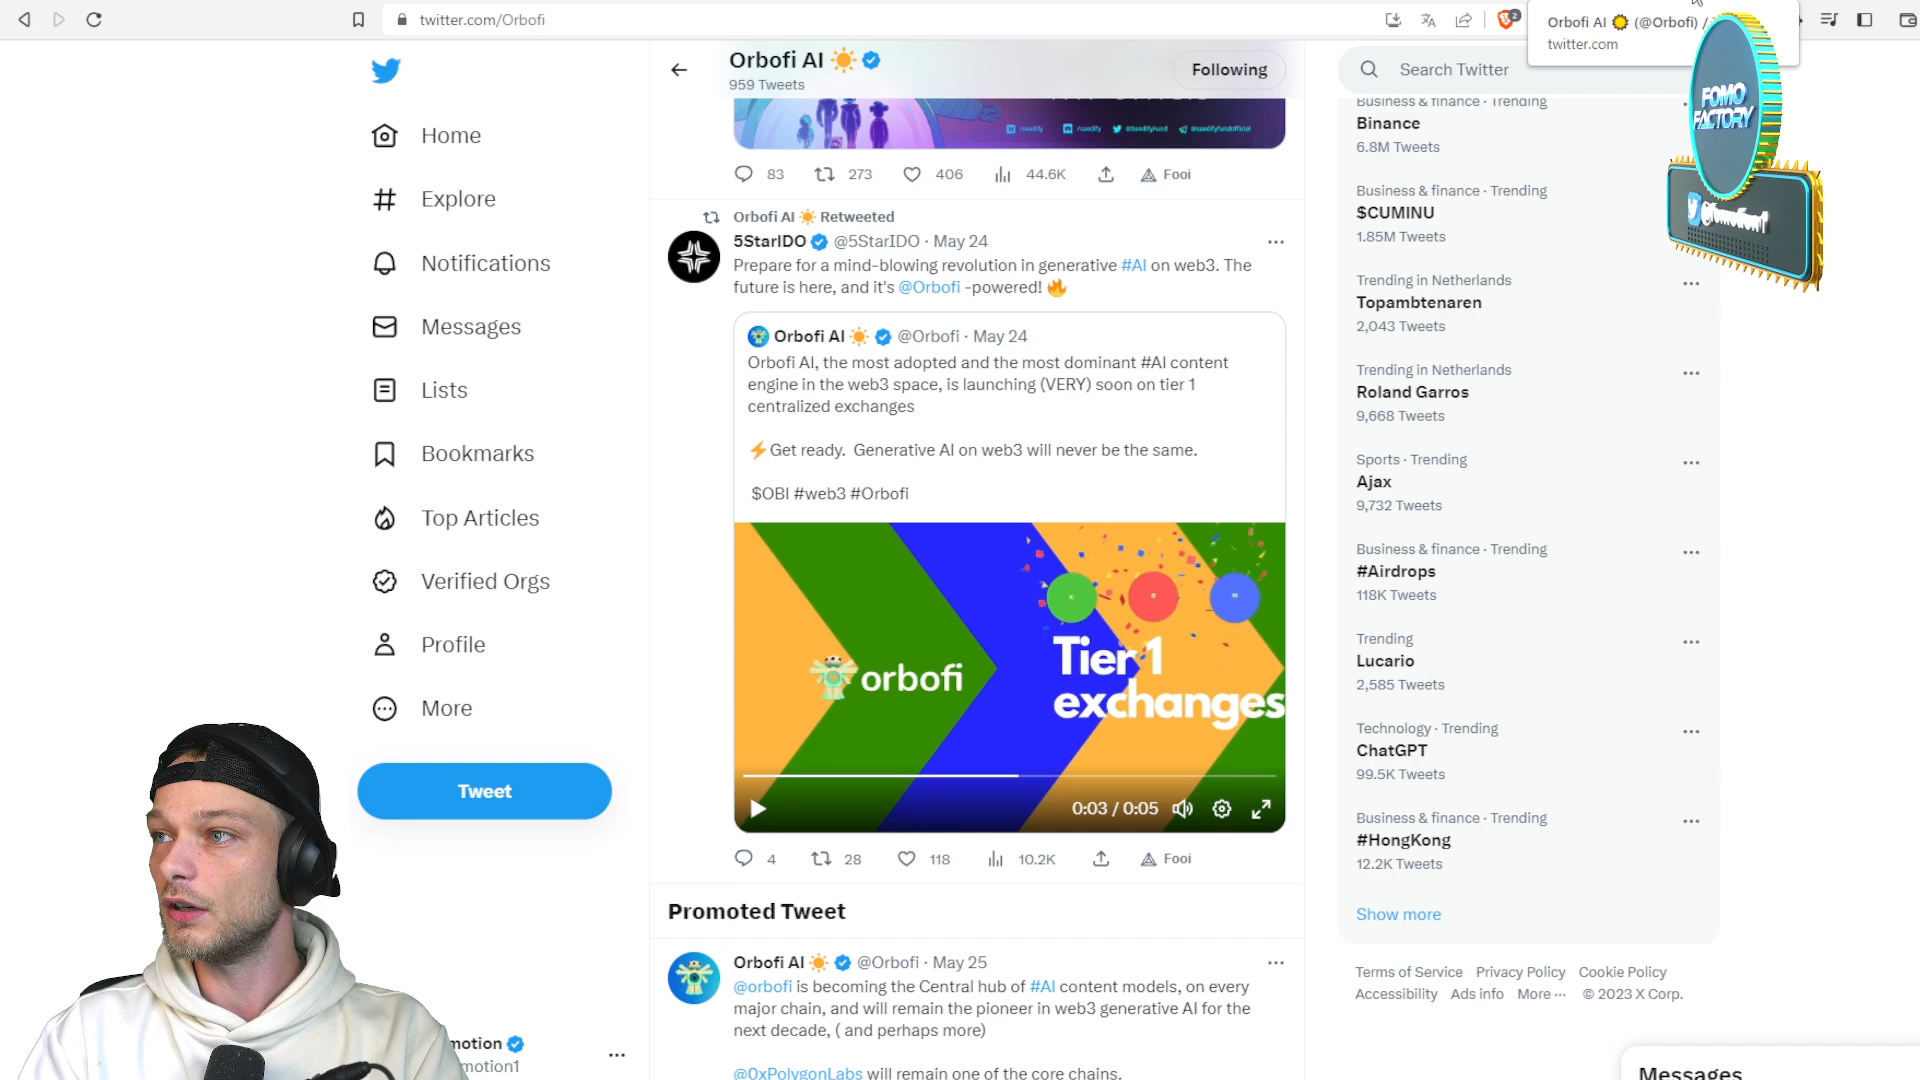 twitter.com/Orbofi
2
Orbofi AI (@Orbofi) /
twitter.com
FOMO
FACTORY
Home
Explore
Notifications
Messages
Lists
Bookmarks
Top Articles
Verified Orgs
Profile
More
Tweet
motion
motion1
Orbofi AI
959 Tweets
Following
/seedify
/seedify
@SeedifyFund
@seedifyfundofficial
83
273
406
44.6K
Fooi
Orbofi AI Retweeted
5StarIDO @5StarIDO · May 24
Prepare for a mind-blowing revolution in generative #AI on web3. The
future is here, and it's @Orbofi -powered!
Orbofi AI @Orbofi · May 24
Orbofi AI, the most adopted and the most dominant #AI content
engine in the web3 space, is launching (VERY) soon on tier 1
centralized exchanges
Get ready. Generative AI on web3 will never be the same.
$OBI #web3 #Orbofi
orbofi
Tier 1
exchanges
0:03 / 0:05
4
28
118
10.2K
Fooi
Promoted Tweet
Orbofi AI @Orbofi · May 25
@orbofi is becoming the Central hub of #AI content models, on every
major chain, and will remain the pioneer in web3 generative AI for the
next decade, ( and perhaps more)
@0xPolygonLabs will remain one of the core chains.
Search Twitter
Business & finance · Trending
Binance
6.8M Tweets
Business & finance · Trending
$CUMINU
1.85M Tweets
Trending in Netherlands
Topambtenaren
2,043 Tweets
Trending in Netherlands
Roland Garros
9,668 Tweets
Sports · Trending
Ajax
9,732 Tweets
Business & finance · Trending
#Airdrops
118K Tweets
Trending
Lucario
2,585 Tweets
Technology · Trending
ChatGPT
99.5K Tweets
Business & finance · Trending
#HongKong
12.2K Tweets
Show more
Terms of Service Privacy Policy Cookie Policy
Accessibility Ads info More ··· © 2023 X Corp.
Messages